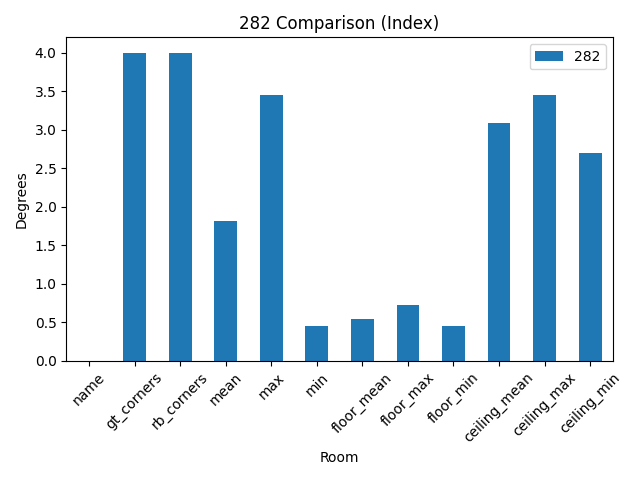 282 Comparison (Index)
282
Degrees
4.0
3.5
3.0
2.5
2.0
1.5
1.0
0.5
0.0
name
gt_corners
rb_corners
mean
max
min
floor_mean
floor_max
floor_min
ceiling_mean
ceiling_max
ceiling_min
Room